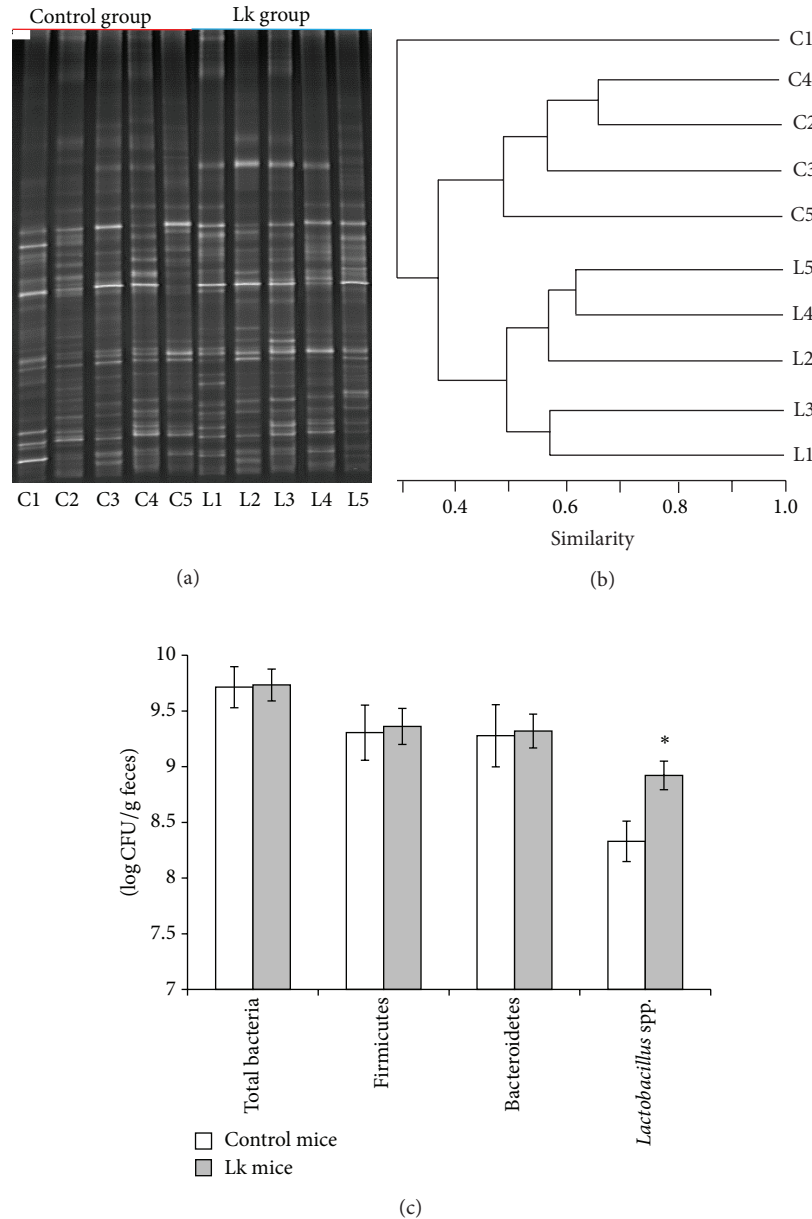 Control group Lk group
C1 C2 C3 C4 C5 L1 L2 L3 L4 L5
(a)
C1
C4
C2
C3
C5
L5
L4
L2
L3
L1
0.4 0.6 0.8 1.0
Similarity
(b)
10
9.5
9
8.5
8
7.5
7
(log CFU/g feces)
*
Total bacteria
Firmicutes
Bacteroidetes
Lactobacillus spp.
Control mice
Lk mice
(c)